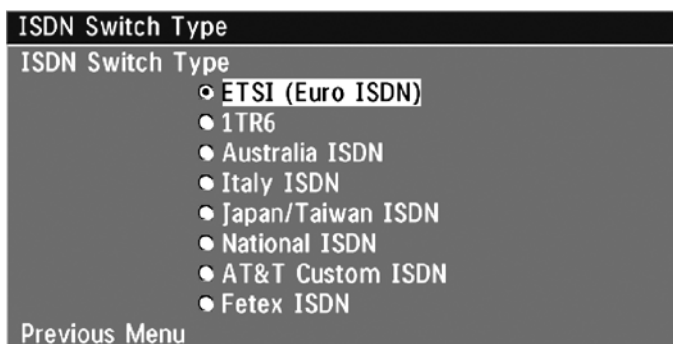 ISDN Switch Type
ISDN Switch Type
ETSI (Euro ISDN)
1TR6
Australia ISDN
Italy ISDN
Japan/Taiwan ISDN
National ISDN
AT&T Custom ISDN
Fetex ISDN
Previous Menu